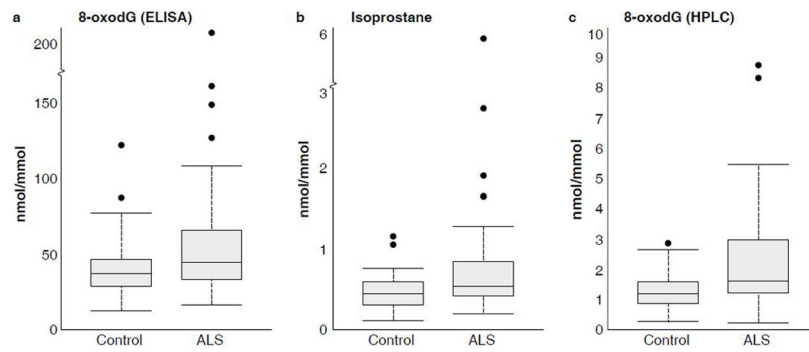 a 8-oxodG (ELISA)
200
150
100
50
0
nmol/mmol
Control ALS
b Isoprostane
6
3
2
1
0
nmol/mmol
Control ALS
c 8-oxodG (HPLC)
10
9
8
7
6
5
4
3
2
1
0
nmol/mmol
Control ALS